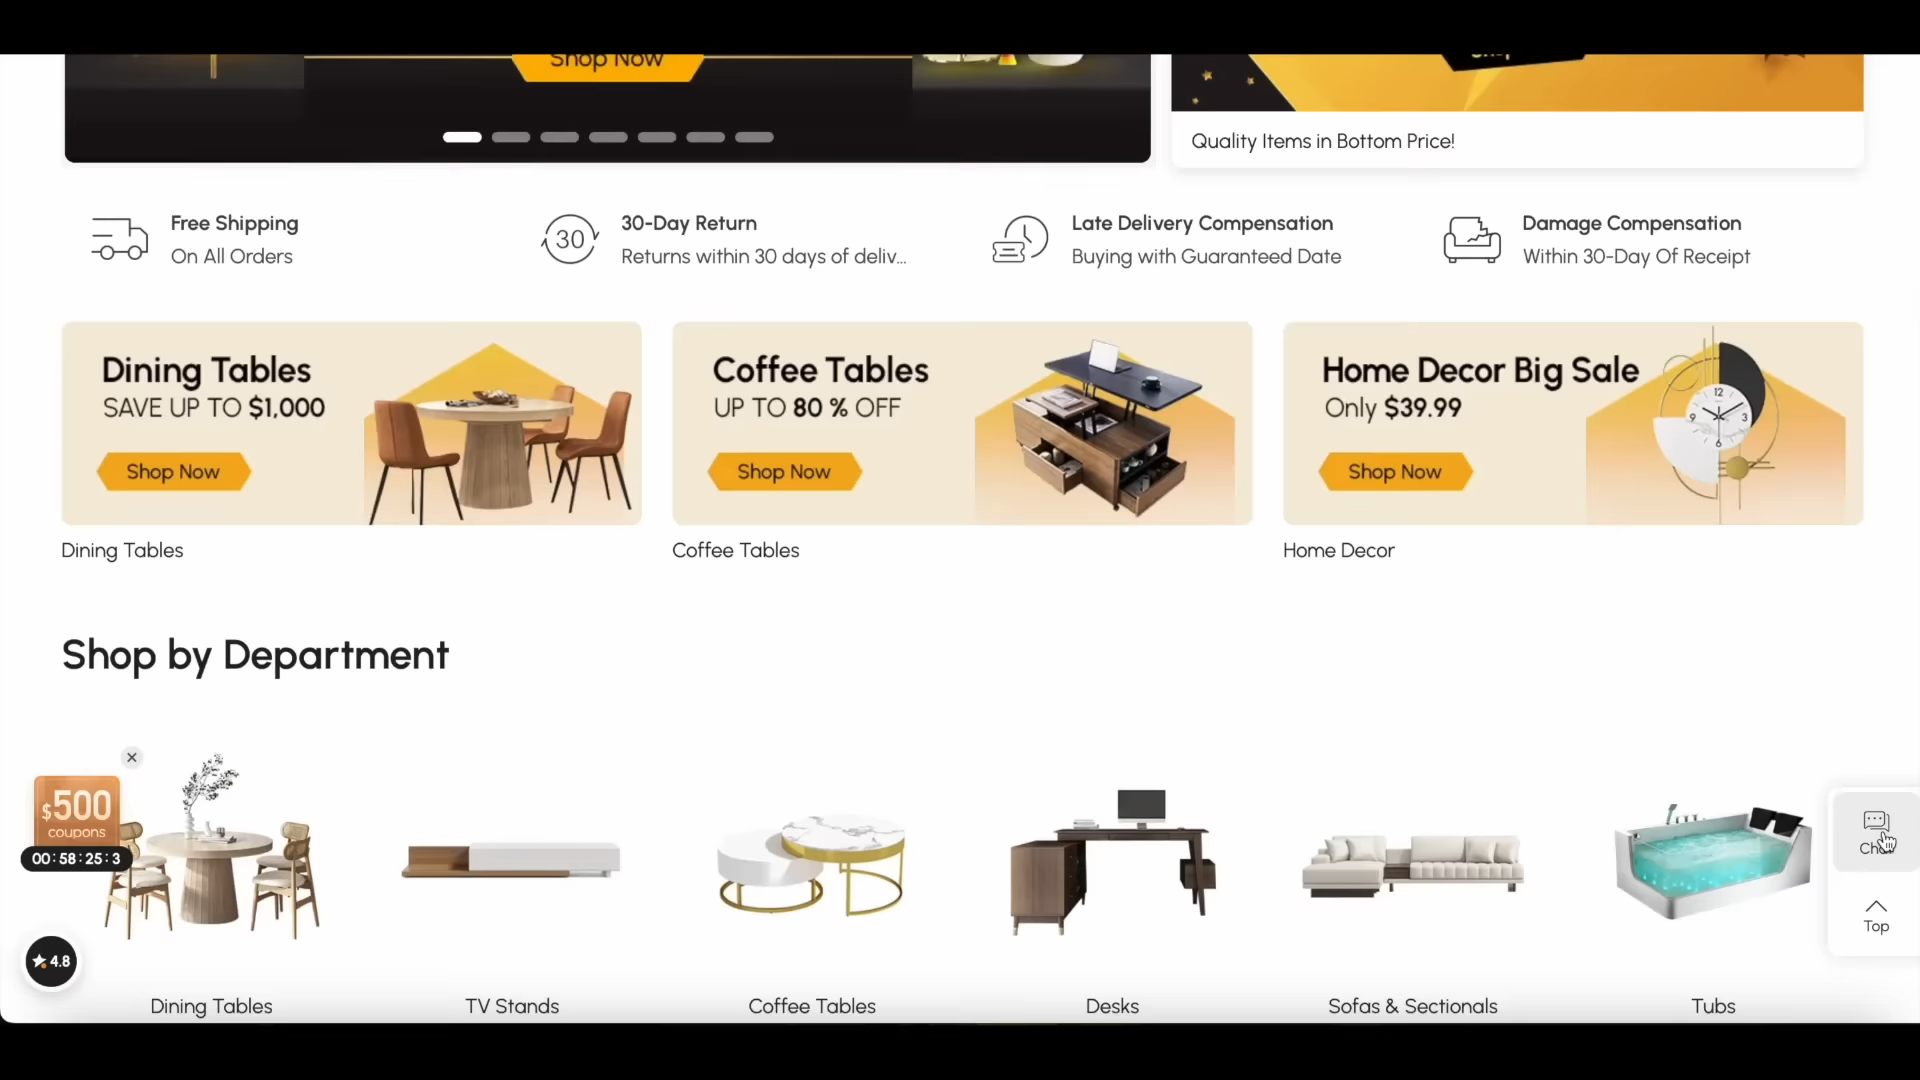 Shop Now
Quality Items in Bottom Price!
Free Shipping
On All Orders
30
30-Day Return
Returns within 30 days of deliv...
Late Delivery Compensation
Buying with Guaranteed Date
Damage Compensation
Within 30-Day Of Receipt
Dining Tables
SAVE UP TO $1,000
Shop Now
Coffee Tables
UP TO 80 % OFF
Shop Now
Home Decor Big Sale
Only $39.99
Shop Now
12
9
3
6
Dining Tables
Coffee Tables
Home Decor
Shop by Department
$500
coupons
00:58:25:3
4.8
Top
Dining Tables
TV Stands
Coffee Tables
Desks
Sofas & Sectionals
Tubs